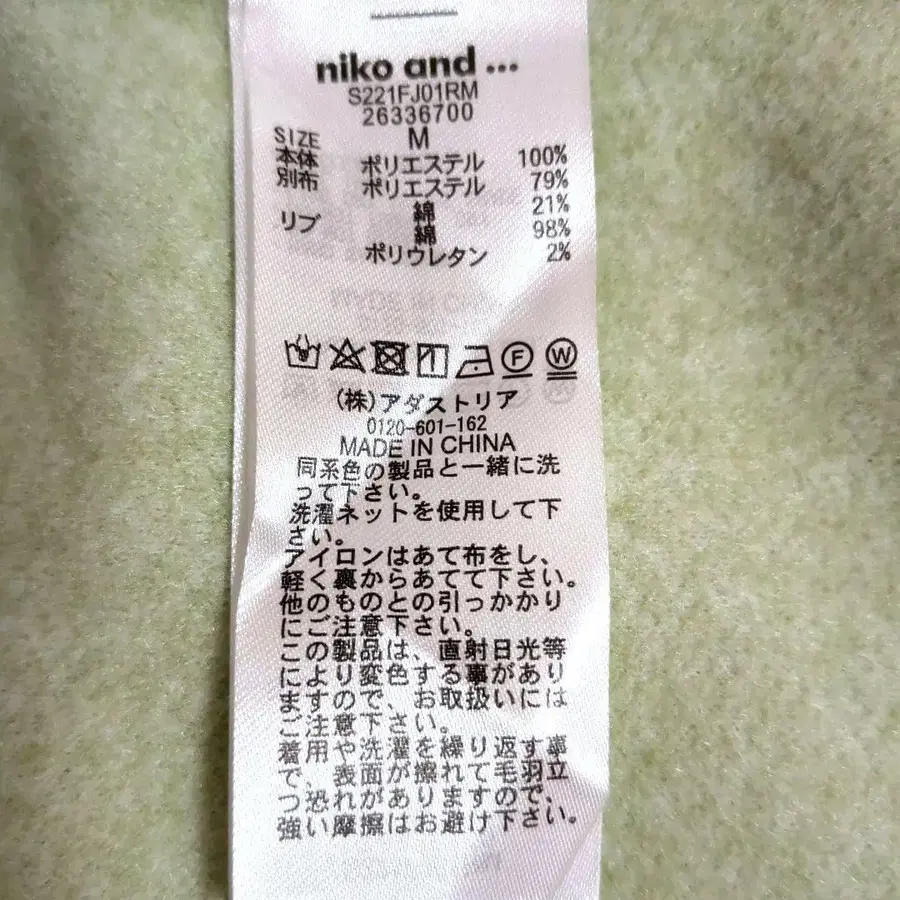 niko and ...
S221FJ01RM
26336700
SIZE M
本体 ポリエステル 100%
別布 ポリエステル 79%
綿 21%
リブ 綿 98%
ポリウレタン 2%
F W
(株)アダストリア
0120-601-162
MADE IN CHINA
同系色の製品と一緒に洗
って下さい。
洗濯ネットを使用して下
さい。
アイロンはあて布をし、
軽く裏からあてて下さい。
他のものとの引っかかり
にご注意下さい。
この製品は、直射日光等
により変色する事があり
ますので、お取扱いには
ご注意下さい。
着用や洗濯を繰り返す事
で、表面が擦れて毛羽立
つ恐れがありますので、
強い摩擦はお避け下さい。